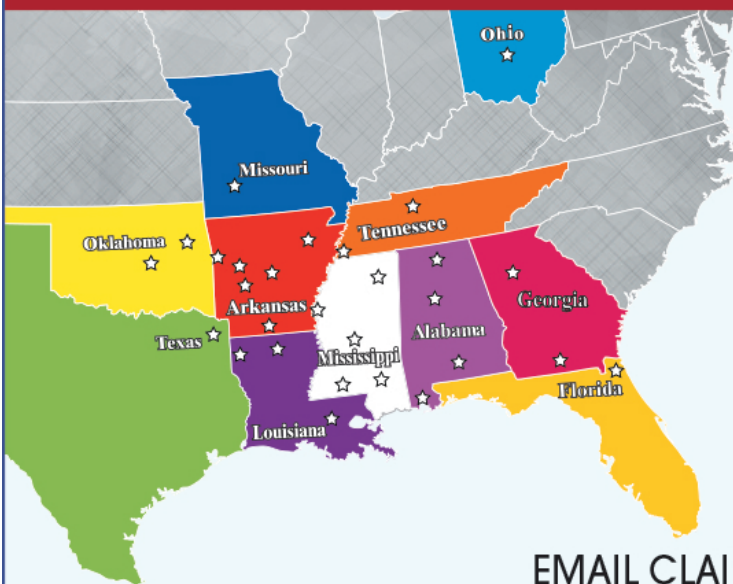 Ohio
Missouri
Tennessee
Oklahoma
Arkansas
Georgia
Texas
Alabama
Mississippi
Florida
Louisiana
EMAIL CLAI